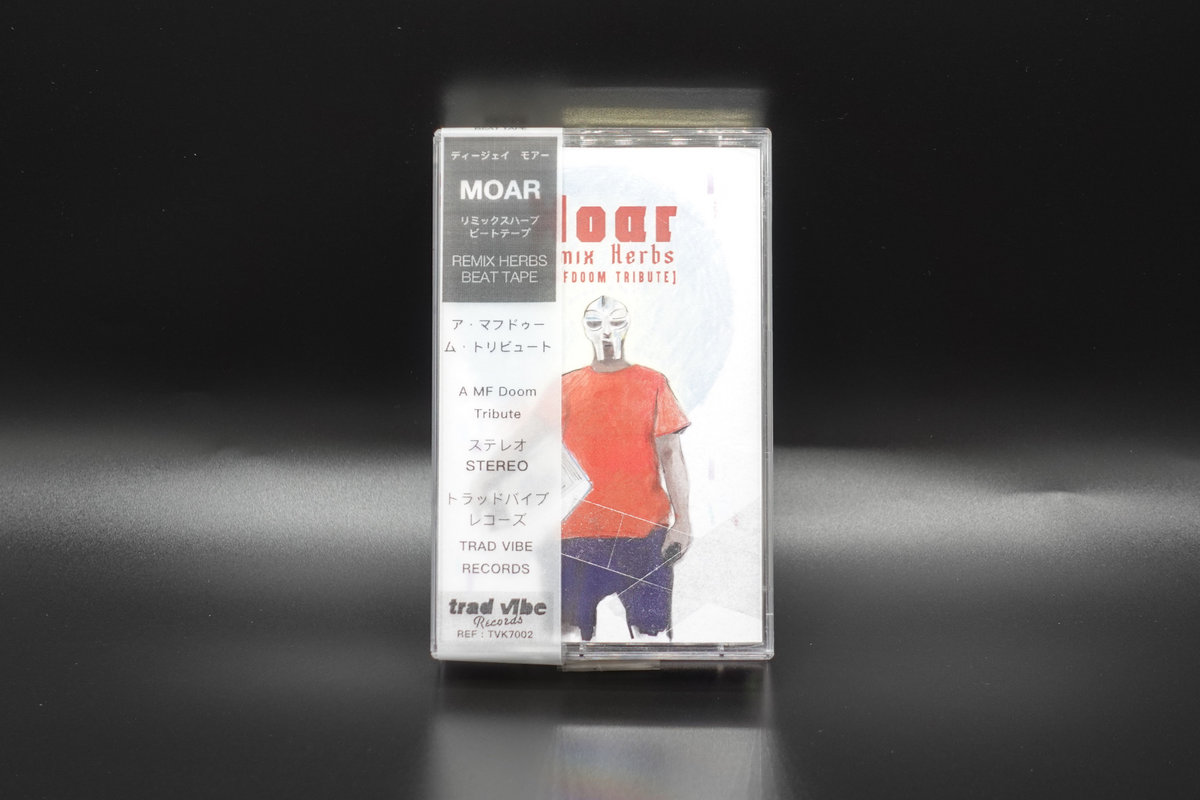 ディージェイ モアー
MOAR
リミックスハーブ
ビートテープ
REMIX HERBS
BEAT TAPE
ア・マフドゥー
ム・トリビュート
A MF Doom
Tribute
ステレオ
STEREO
トラッドバイブ
レコーズ
TRAD VIBE
RECORDS
trad vibe
Records
REF : TVK7002
oar
mix Herbs
FDOOM TRIBUTE]